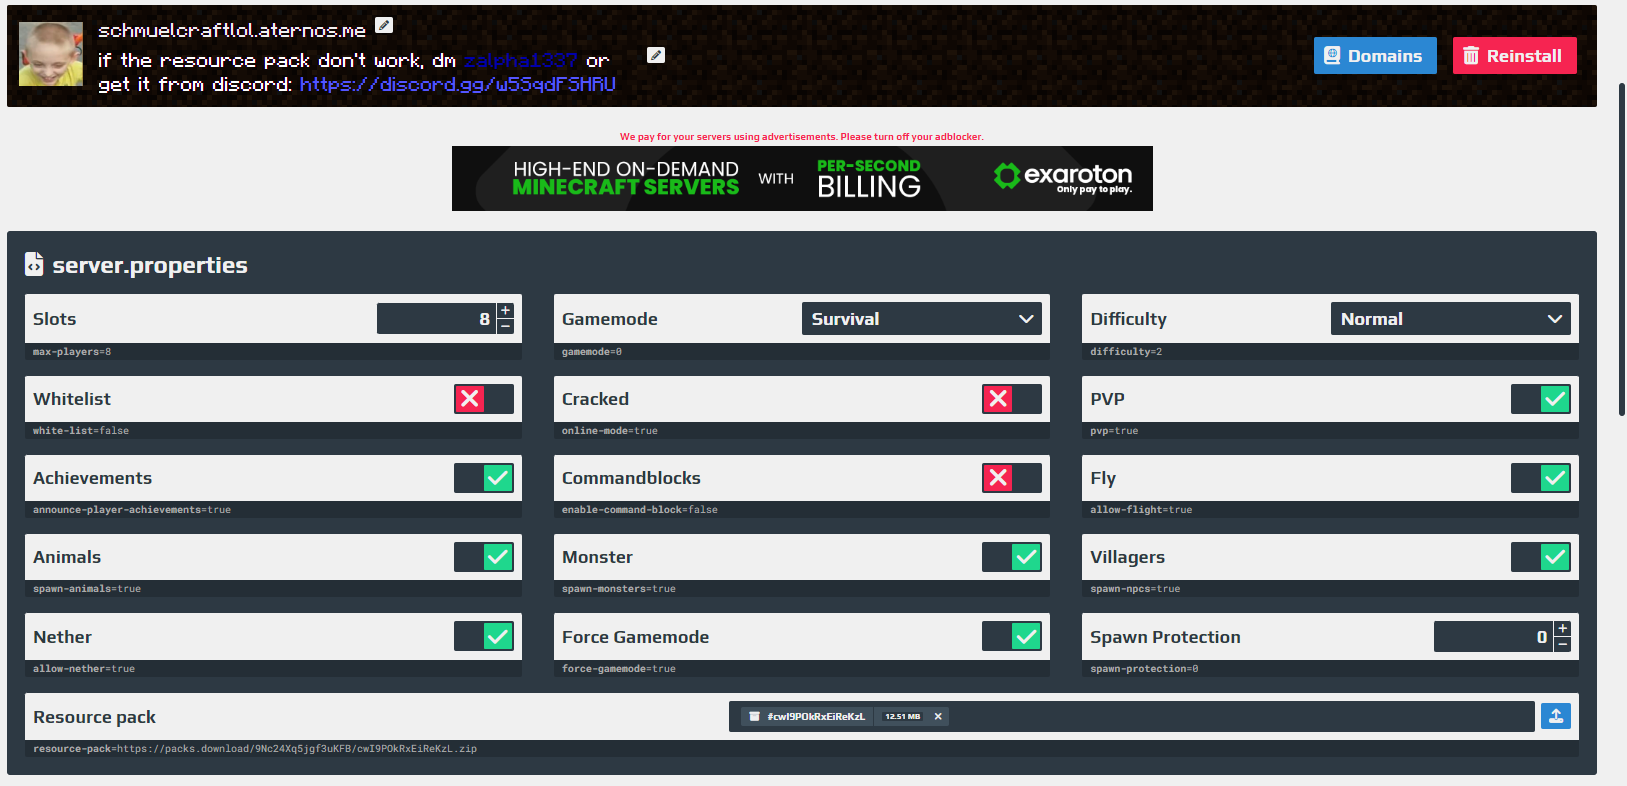 schmuelcraftlol.aternos.me
if the resource pack don't work, dm zalpha1337 or
get it from discord: https://discord.gg/w5SqdFSHRU
Domains
Reinstall
We pay for your servers using advertisements. Please turn off your adblocker.
HIGH-END ON-DEMAND
MINECRAFT SERVERS
WITH
PER-SECOND
BILLING
exaroton
Only pay to play.
server.properties
Slots
8
+
−
Gamemode
Survival
Difficulty
Normal
max-players=8
gamemode=0
difficulty=2
Whitelist
Cracked
PVP
white-list=false
online-mode=true
pvp=true
Achievements
Commandblocks
Fly
announce-player-achievements=true
enable-command-block=false
allow-flight=true
Animals
Monster
Villagers
spawn-animals=true
spawn-monsters=true
spawn-npcs=true
Nether
Force Gamemode
Spawn Protection
0
+
−
allow-nether=true
force-gamemode=true
spawn-protection=0
Resource pack
#cwI9POkRxEiReKzL
12.51 MB
resource-pack=https://packs.download/9Nc24Xq5jgf3uKFB/cwI9POkRxEiReKzL.zip